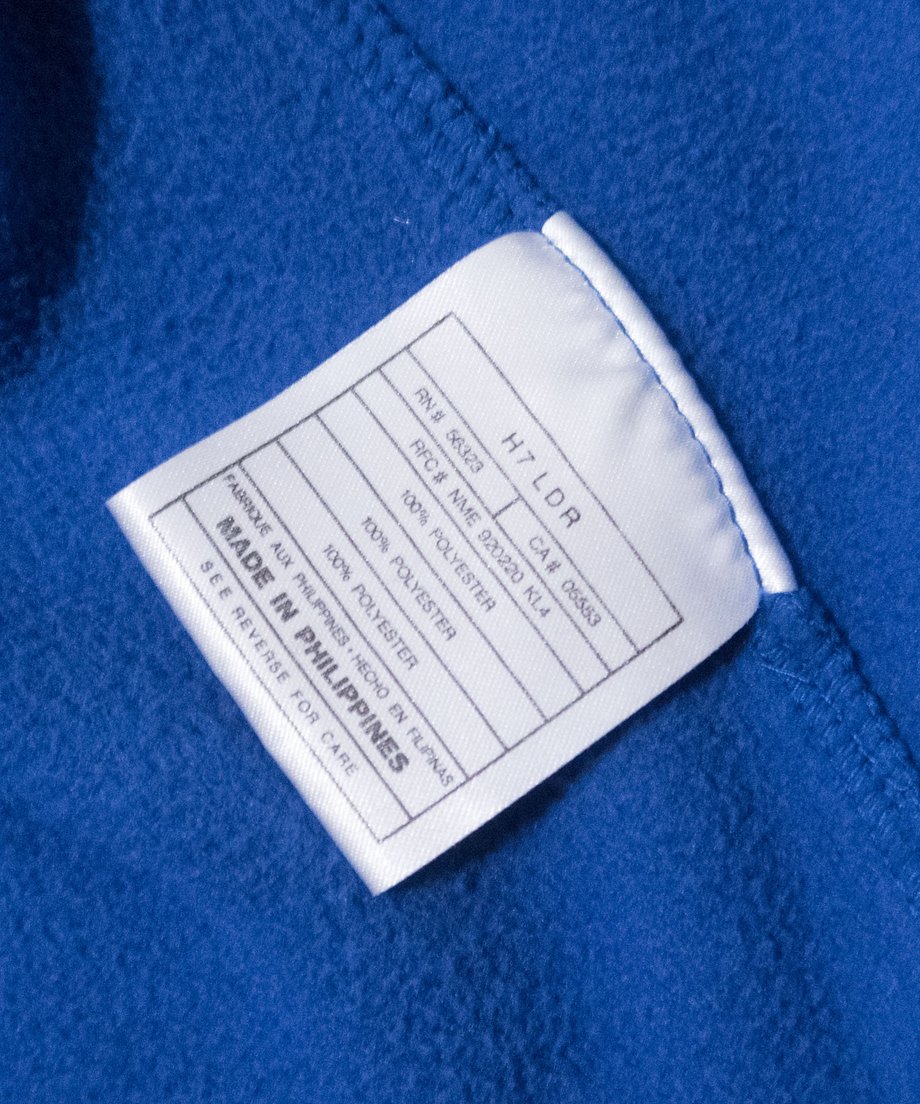 H7 LDR
RN# 56323 CA# 05553
RFC# NME 920220 KL4
100% POLYESTER
100% POLYESTER
100% POLYESTER
FABRIQUE AUX PHILIPPINES • HECHO EN FILIPINAS
MADE IN PHILIPPINES
SEE REVERSE FOR CARE